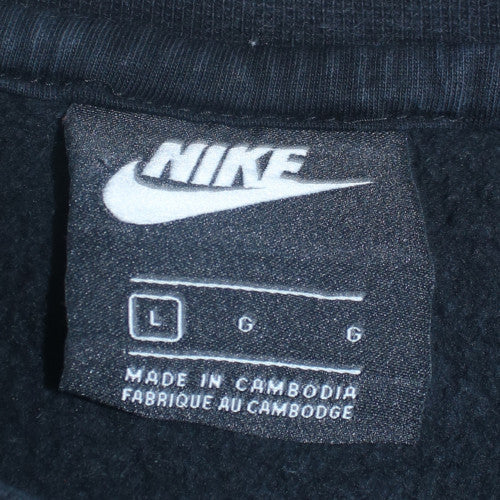 NIKE
L G G
MADE IN CAMBODIA
FABRIQUE AU CAMBODGE